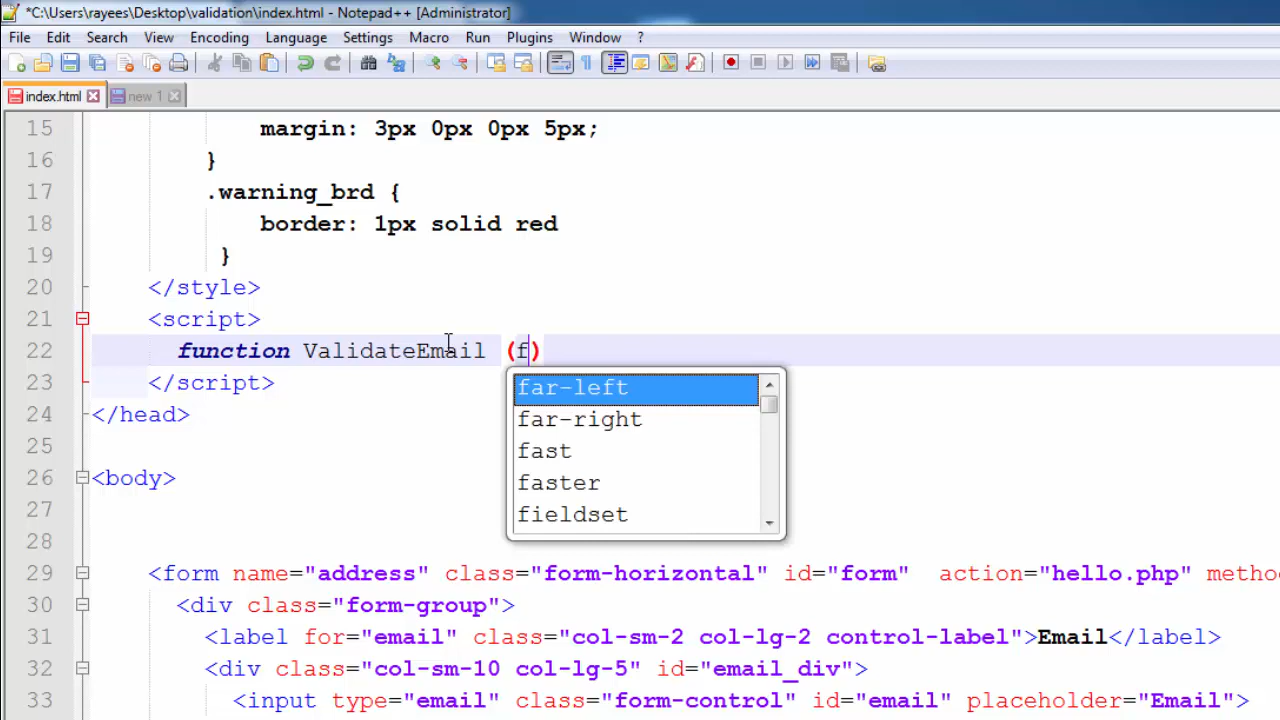 *C:\Users\rayees\Desktop\validation\index.html - Notepad++ [Administrator]
File Edit Search View Encoding Language Settings Macro Run Plugins Window ?
index.html new 1
15 margin: 3px 0px 0px 5px;
16 }
17 .warning_brd {
18 border: 1px solid red
19 }
20 </style>
21 <script>
22 function ValidateEmail (f)
23 </script>
far-left
24 </head>
far-right
25
fast
26 <body>
faster
27
fieldset
28
29 <form name="address" class="form-horizontal" id="form" action="hello.php" metho
30 <div class="form-group">
31 <label for="email" class="col-sm-2 col-lg-2 control-label">Email</label>
32 <div class="col-sm-10 col-lg-5" id="email_div">
33 <input type="email" class="form-control" id="email" placeholder="Email">